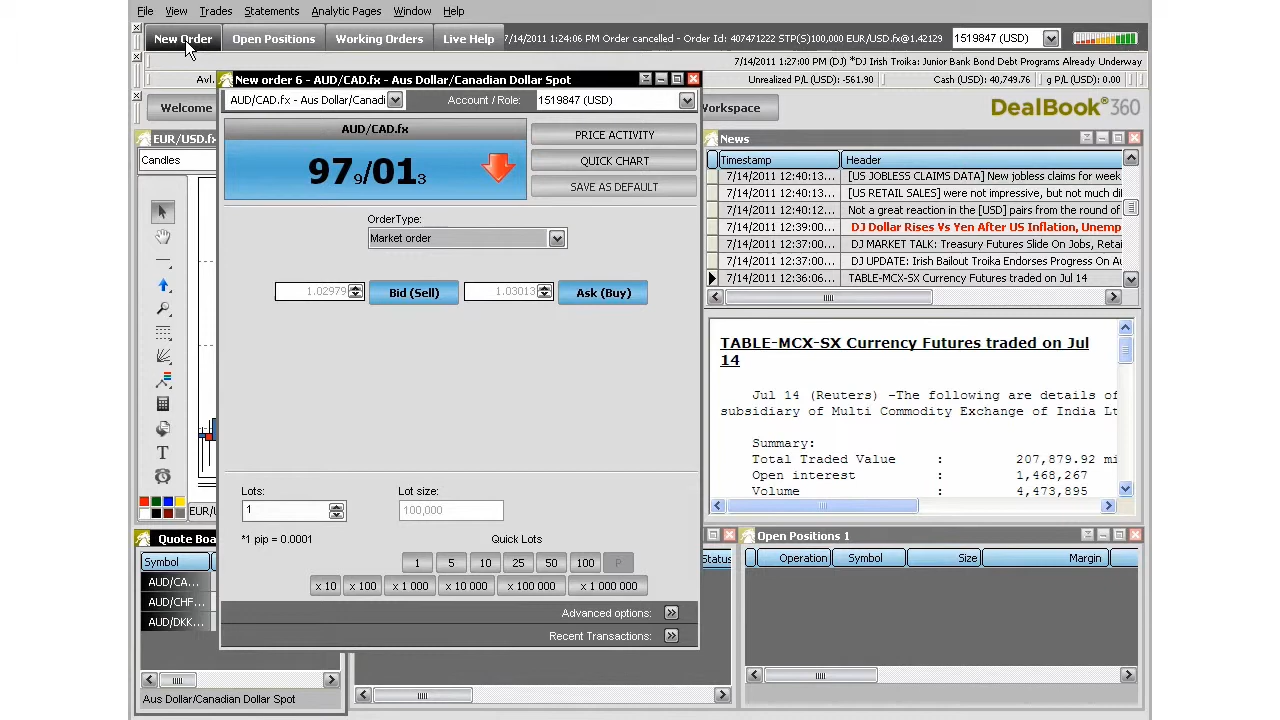 File View Trades Statements Analytic Pages Window Help
New Order Open Positions Working Orders Live Help 7/14/2011 1:24:06 PM Order cancelled - Order Id: 407471222 STP(S)100,000 EUR/USD.fx@1.42129 1519847 (USD)
7/14/2011 1:27:00 PM (DJ) *DJ Irish Troika: Junior Bank Bond Debt Programs Already Underway
Avl. Unrealized P/L (USD): -561.90 Cash (USD): 40,749.76 g P/L (USD): 0.00
New order 6 - AUD/CAD.fx - Aus Dollar/Canadian Dollar Spot
AUD/CAD.fx - Aus Dollar/Canadi Account / Role: 1519847 (USD)
Welcome orkspace DealBook® 360
EUR/USD.fx
Candles
AUD/CAD.fx
97 9/01 3
PRICE ACTIVITY
QUICK CHART
SAVE AS DEFAULT
OrderType:
Market order
1.02979 Bid (Sell) 1.03013 Ask (Buy)
Lots: Lot size:
1 100,000
*1 pip = 0.0001 Quick Lots
1 5 10 25 50 100 P
x 10 x 100 x 1 000 x 10 000 x 100 000 x 1 000 000
Advanced options:
Recent Transactions:
T
EUR/U
News
Timestamp Header
7/14/2011 12:40:13... [US JOBLESS CLAIMS DATA] New jobless claims for week
7/14/2011 12:40:13... [US RETAIL SALES] were not impressive, but not much di
7/14/2011 12:40:12... Not a great reaction in the [USD] pairs from the round of
7/14/2011 12:39:00... DJ Dollar Rises Vs Yen After US Inflation, Unemp
7/14/2011 12:37:00... DJ MARKET TALK: Treasury Futures Slide On Jobs, Retai
7/14/2011 12:37:00... DJ UPDATE: Irish Bailout Troika Endorses Progress On Au
7/14/2011 12:36:06... TABLE-MCX-SX Currency Futures traded on Jul 14
TABLE-MCX-SX Currency Futures traded on Jul
14
Jul 14 (Reuters) -The following are details of
subsidiary of Multi Commodity Exchange of India Lt
Summary:
Total Traded Value : 207,879.92 mi
Open interest : 1,468,267
Volume : 4,473,895
Quote Boa
Symbol
AUD/CA...
AUD/CHF...
AUD/DKK...
Aus Dollar/Canadian Dollar Spot
Status
Open Positions 1
Operation Symbol Size Margin